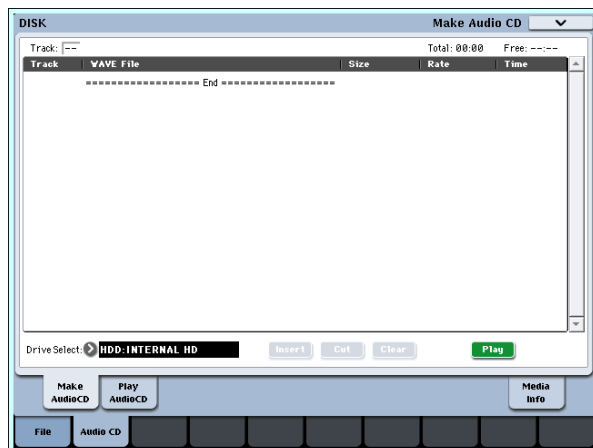 DISK Make Audio CD
Track: -- Total: 00:00 Free: --:--
Track WAVE File Size Rate Time
================== End ==================
Drive Select: HDD:INTERNAL HD Insert Cut Clear Play
Make AudioCD Play AudioCD Media Info
File Audio CD